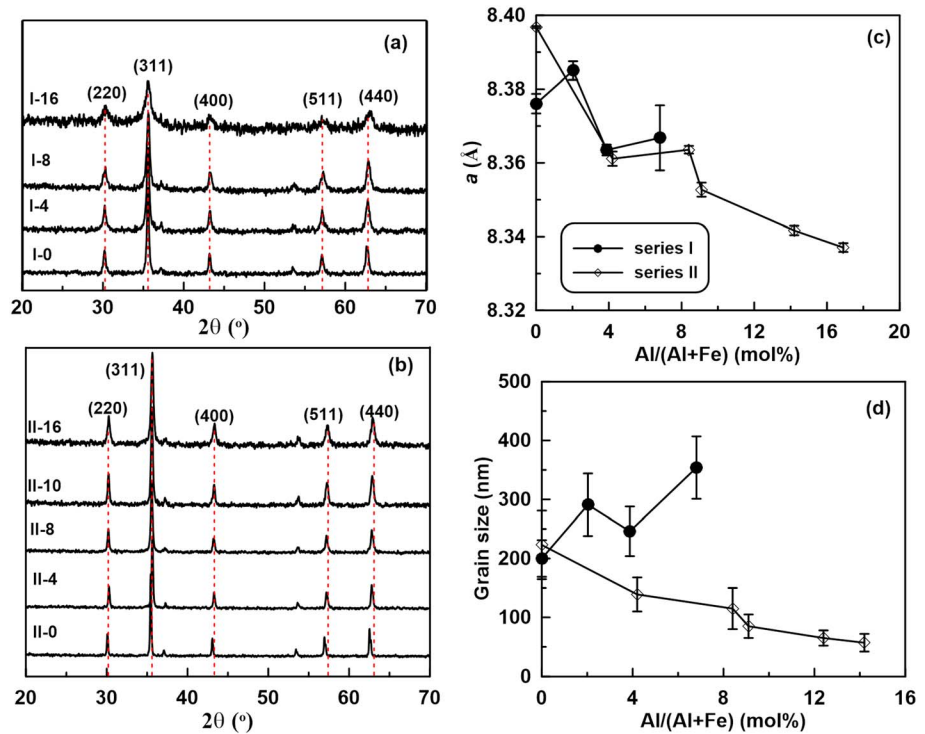 (a)
(311)
(220)
(400)
(511)
(440)
I-16
I-8
I-4
I-0
20 30 40 50 60 70
2θ (º)
(b)
(311)
(220)
(400)
(511)
(440)
II-16
II-10
II-8
II-4
II-0
20 30 40 50 60 70
2θ (º)
(c)
8.40
8.38
8.36
8.34
8.32
a (Å)
series I
series II
0 4 8 12 16 20
Al/(Al+Fe) (mol%)
(d)
500
400
300
200
100
0
Grain size (nm)
0 4 8 12 16
Al/(Al+Fe) (mol%)